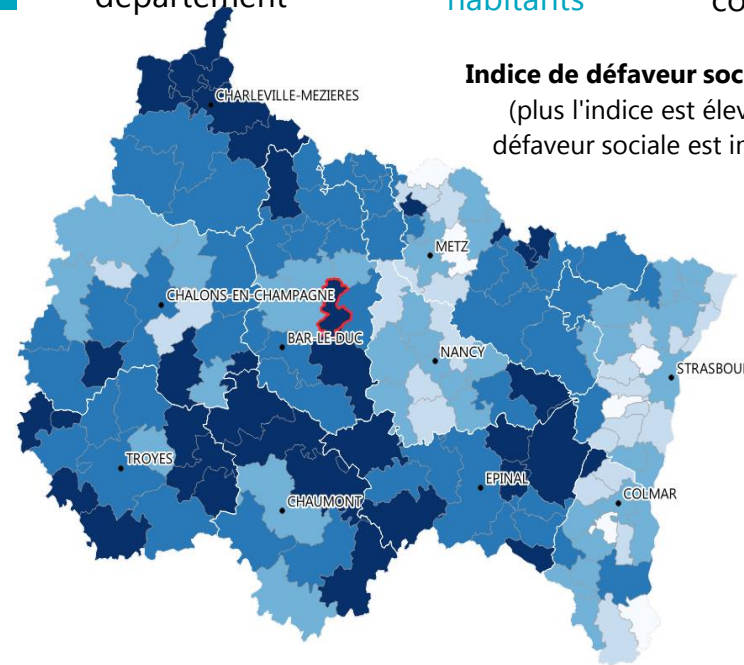 département
habitants
co
Indice de défaveur soc
(plus l'indice est élev
défaveur sociale est i
CHARLEVILLE-MEZIERES
METZ
CHALONS-EN-CHAMPAGNE
BAR-LE-DUC
NANCY
STRASBOU
TROYES
EPINAL
CHAUMONT
COLMAR